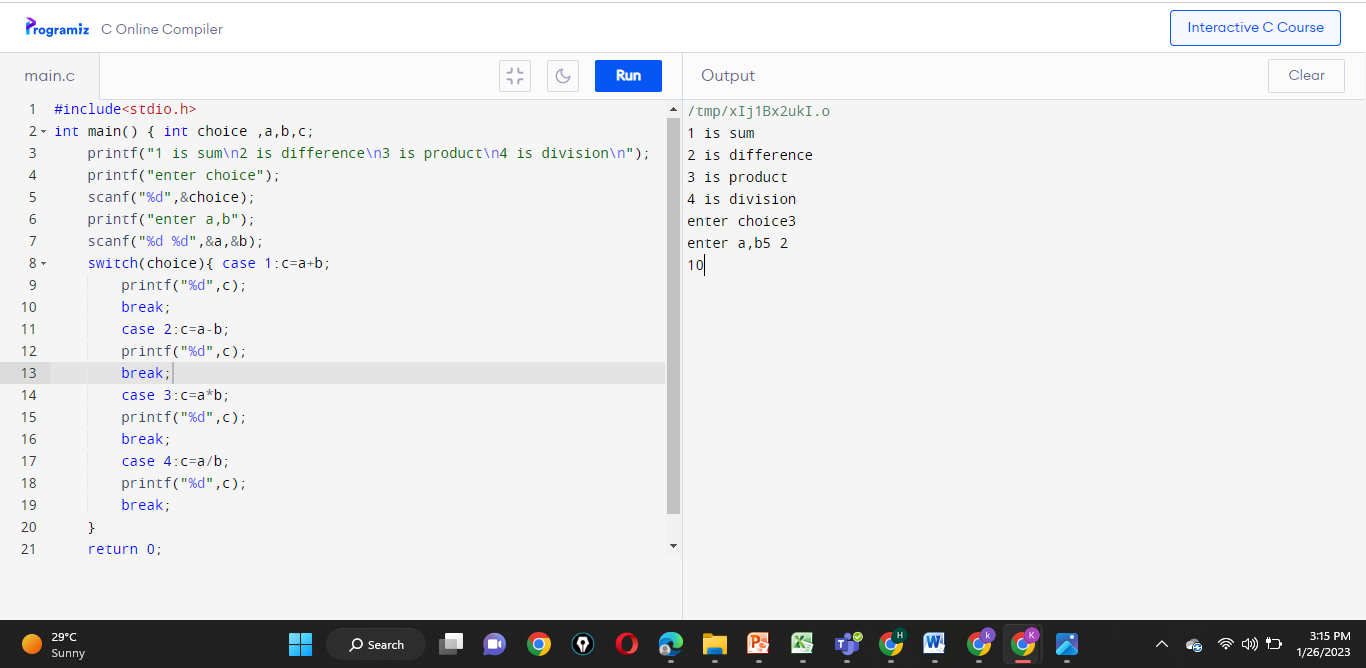 Programiz C Online Compiler
Interactive C Course
main.c
Run
Output
Clear
1 #include<stdio.h>
2 int main() { int choice ,a,b,c;
3 printf("1 is sum\n2 is difference\n3 is product\n4 is division\n");
4 printf("enter choice");
5 scanf("%d",&choice);
6 printf("enter a,b");
7 scanf("%d %d",&a,&b);
8 switch(choice){ case 1:c=a+b;
9 printf("%d",c);
10 break;
11 case 2:c=a-b;
12 printf("%d",c);
13 break;
14 case 3:c=a*b;
15 printf("%d",c);
16 break;
17 case 4:c=a/b;
18 printf("%d",c);
19 break;
20 }
21 return 0;
/tmp/xIj1Bx2ukI.o
1 is sum
2 is difference
3 is product
4 is division
enter choice3
enter a,b5 2
10
29°C
Sunny
Search
3:15 PM
1/26/2023